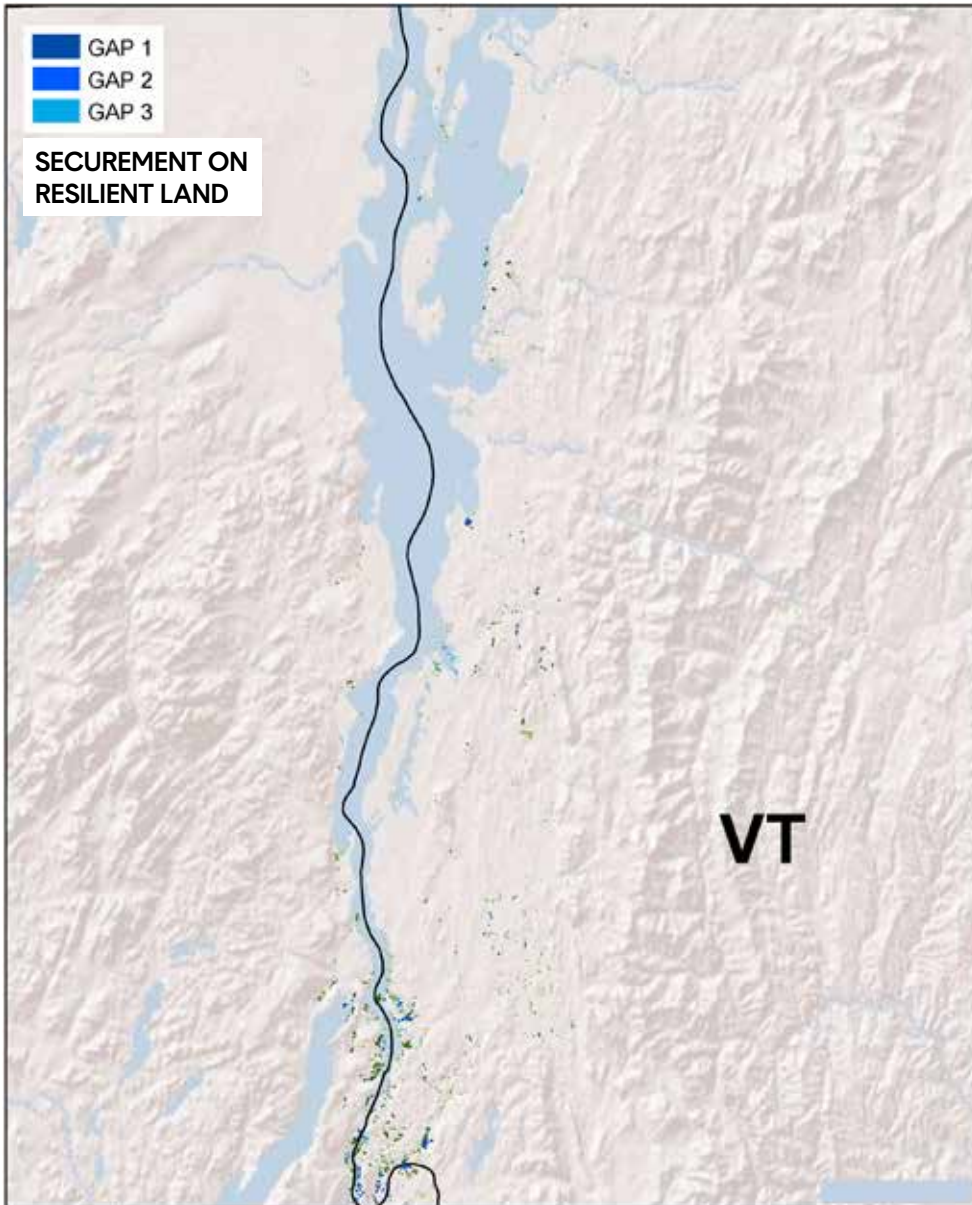 GAP 1
GAP 2
GAP 3
SECUREMENT ON
RESILIENT LAND
VT